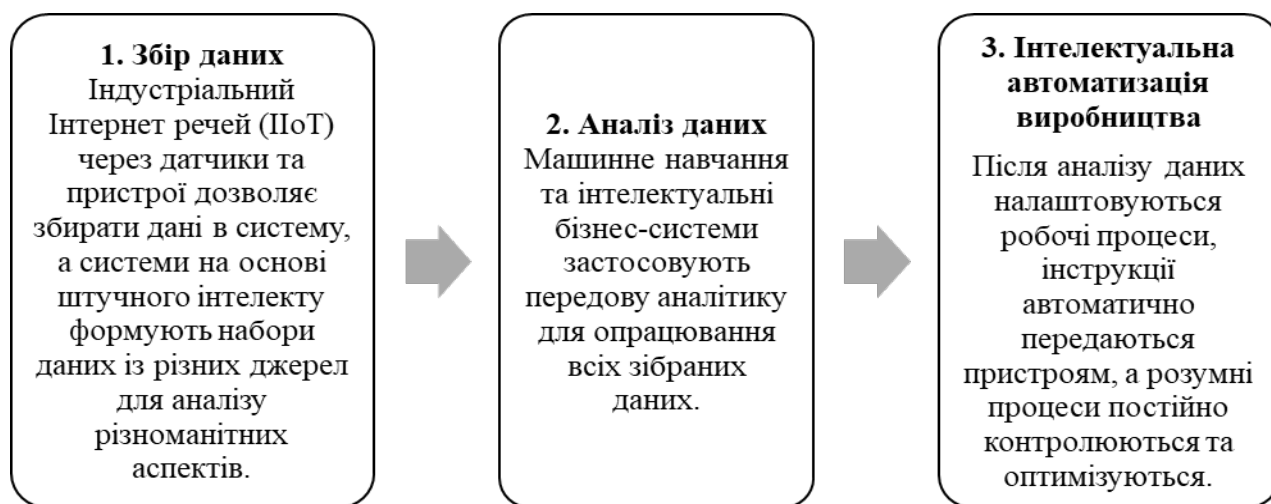 1. Збір даних
Індустріальний
Інтернет речей (ІІоТ)
через датчики та
пристрої дозволяє
збирати дані в систему,
а системи на основі
штучного інтелекту
формують набори
даних із різних джерел
для аналізу
різноманітних
аспектів.
2. Аналіз даних
Машинне навчання
та інтелектуальні
бізнес-системи
застосовують
передову аналітику
для опрацювання
всіх зібраних
даних.
3. Інтелектуальна
автоматизація
виробництва
Після аналізу даних
налаштовуються
робочі процеси,
інструкції
автоматично
передаються
пристроям, а розумні
процеси постійно
контролюються та
оптимізуються.